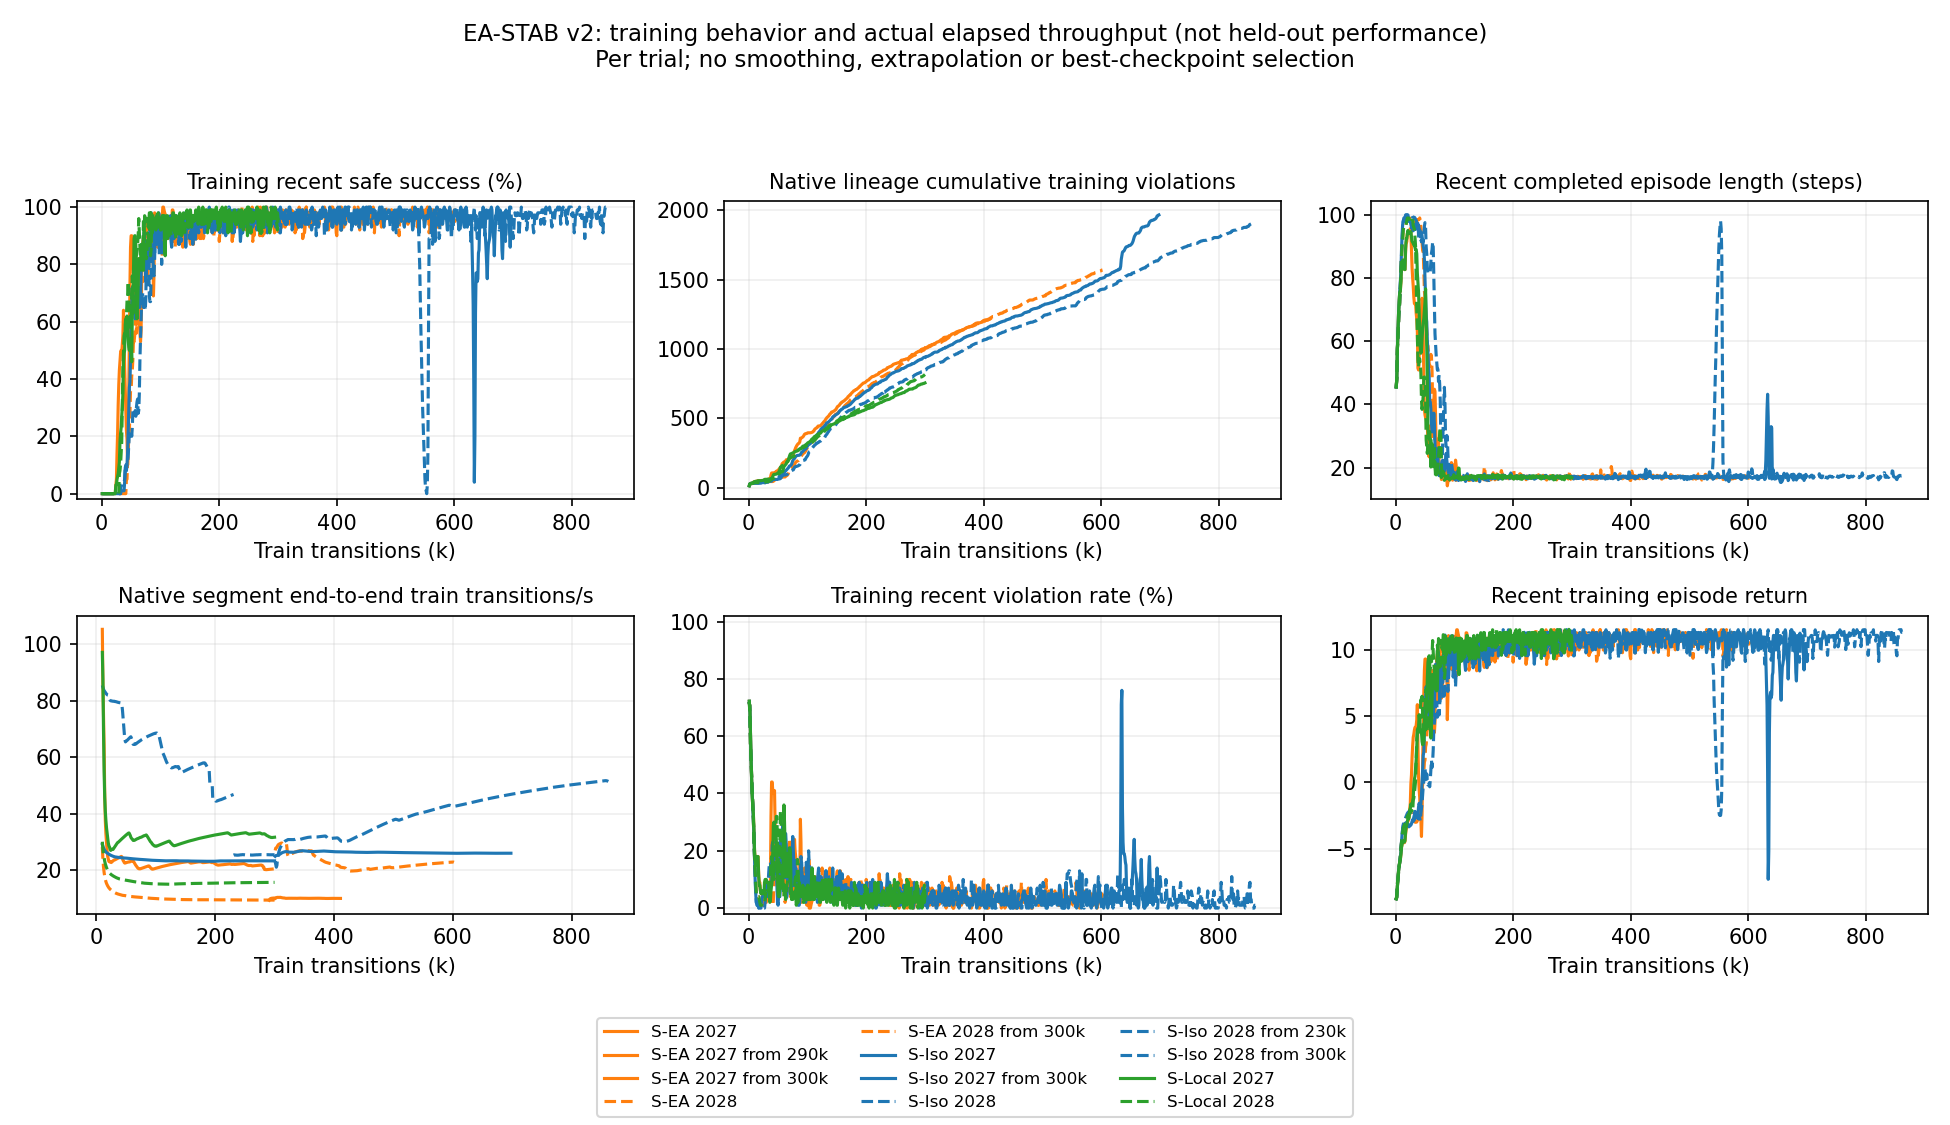 EA-STAB v2: training behavior and actual elapsed throughput (not held-out performance)
Per trial; no smoothing, extrapolation or best-checkpoint selection
Training recent safe success (%)
100
80
60
40
20
0
0 200 400 600 800
Train transitions (k)
Native lineage cumulative training violations
2000
1500
1000
500
0
0 200 400 600 800
Train transitions (k)
Recent completed episode length (steps)
100
80
60
40
20
0 200 400 600 800
Train transitions (k)
Native segment end-to-end train transitions/s
100
80
60
40
20
0 200 400 600 800
Train transitions (k)
Training recent violation rate (%)
100
80
60
40
20
0
0 200 400 600 800
Train transitions (k)
Recent training episode return
10
5
0
−5
0 200 400 600 800
Train transitions (k)
S-EA 2027
S-EA 2027 from 290k
S-EA 2027 from 300k
S-EA 2028
S-EA 2028 from 300k
S-Iso 2027
S-Iso 2027 from 300k
S-Iso 2028
S-Iso 2028 from 230k
S-Iso 2028 from 300k
S-Local 2027
S-Local 2028